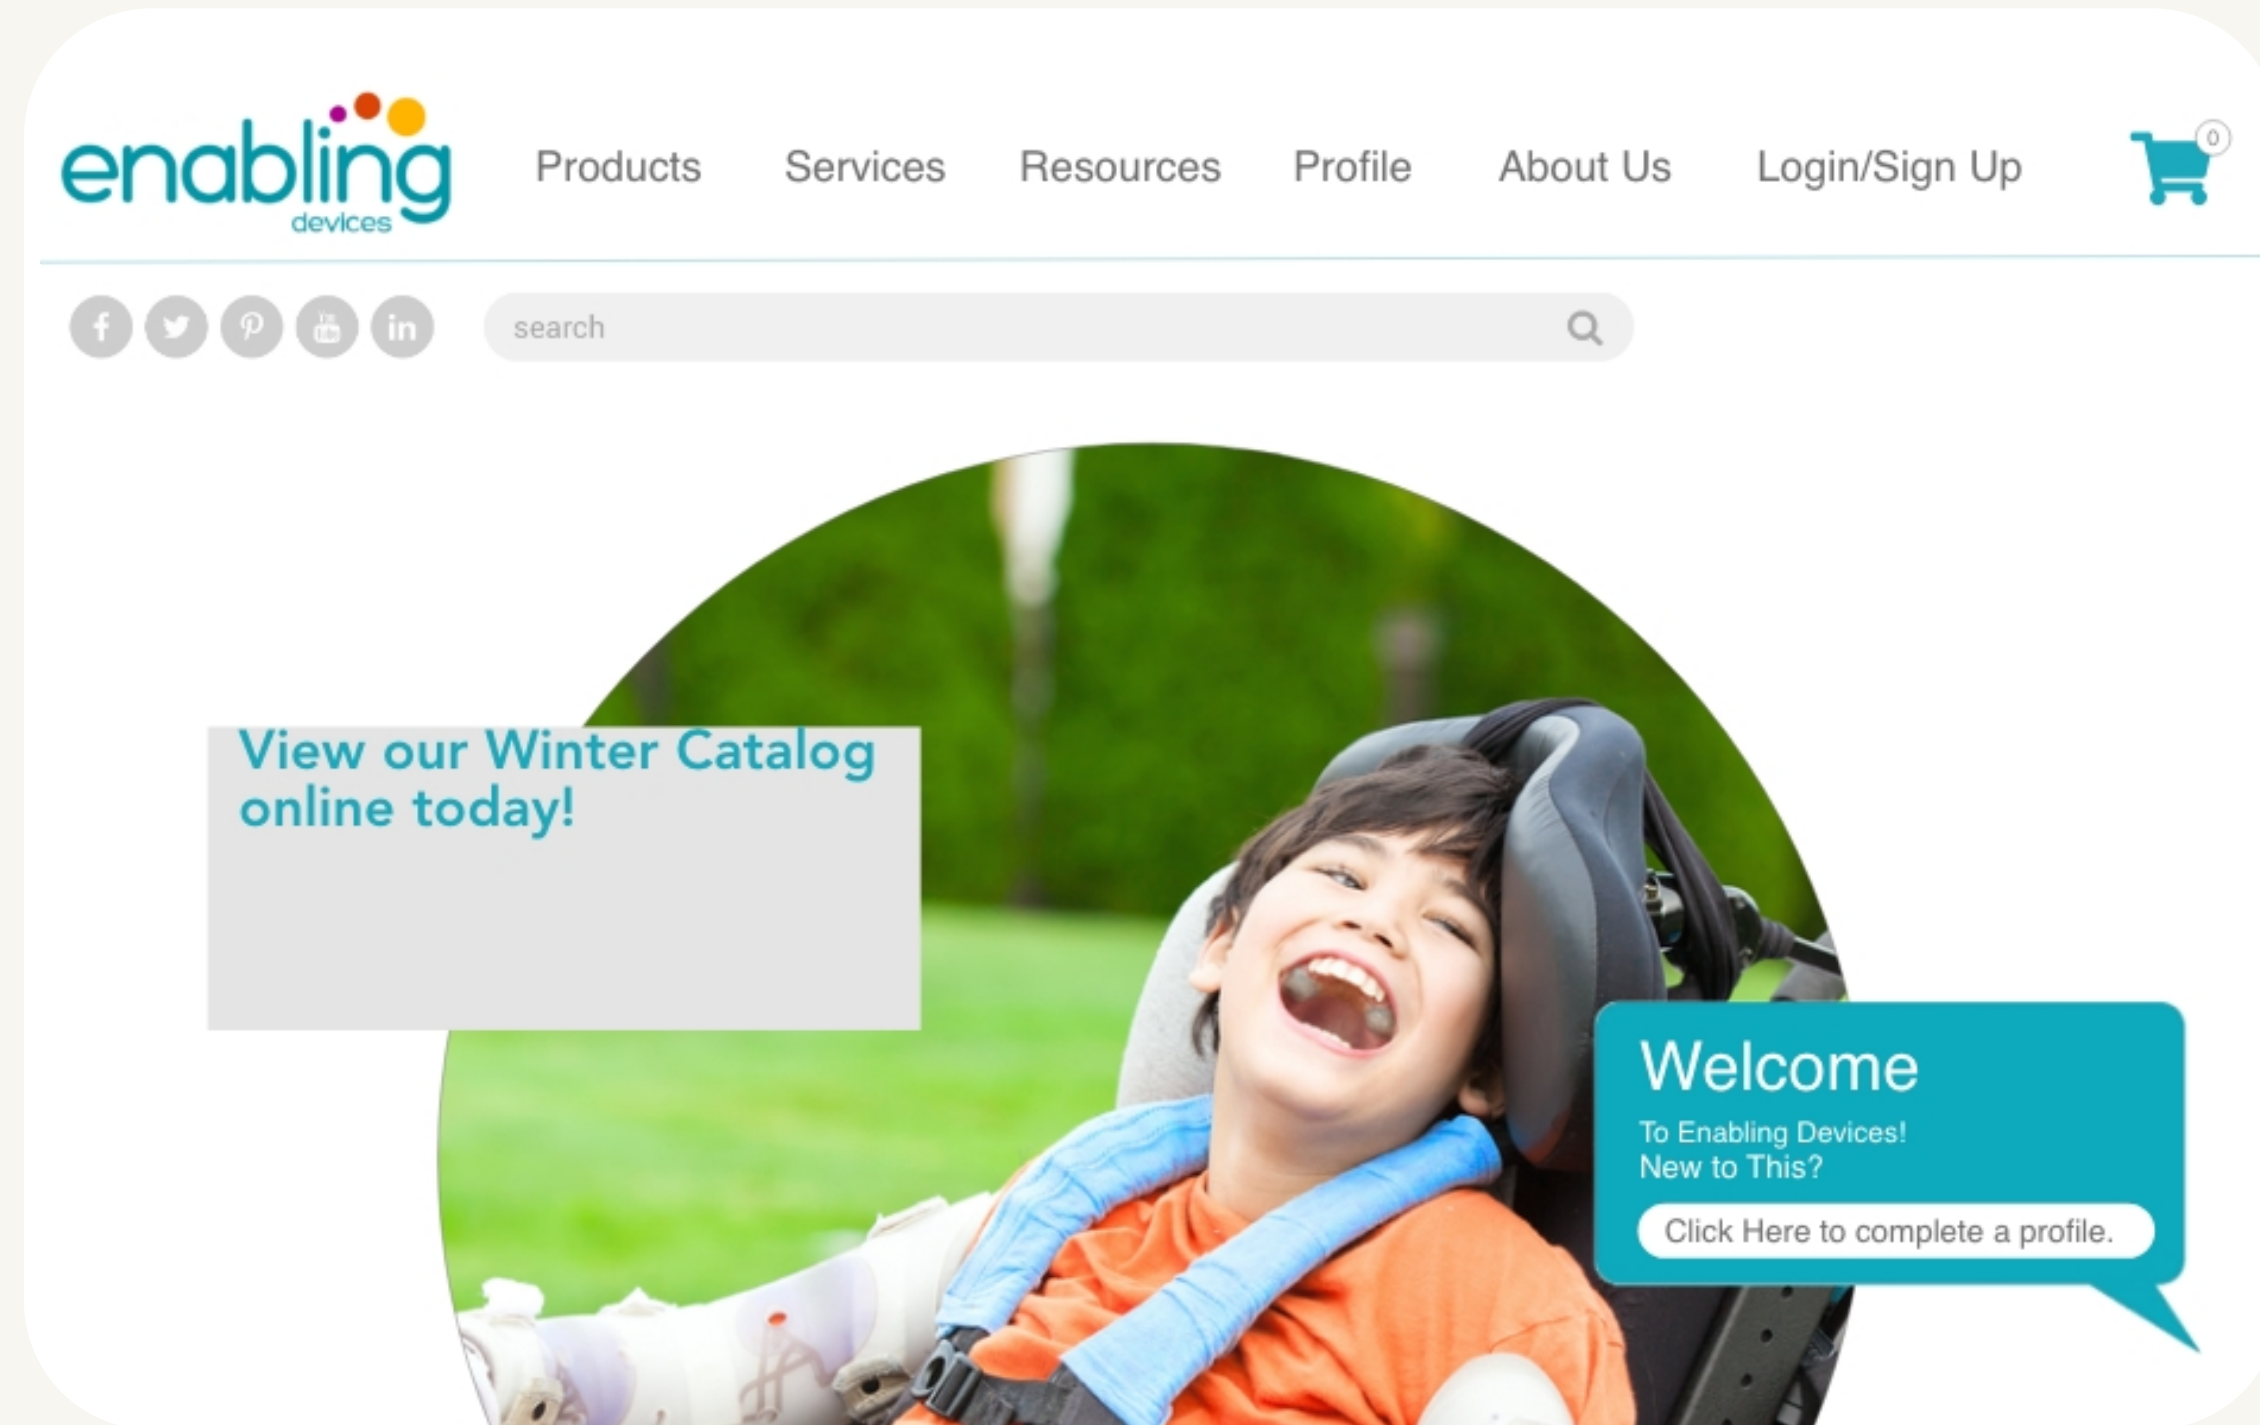 enabling
devices
Products Services Resources Profile About Us Login/Sign Up 0
search
View our Winter Catalog
online today!
Welcome
To Enabling Devices!
New to This?
Click Here to complete a profile.